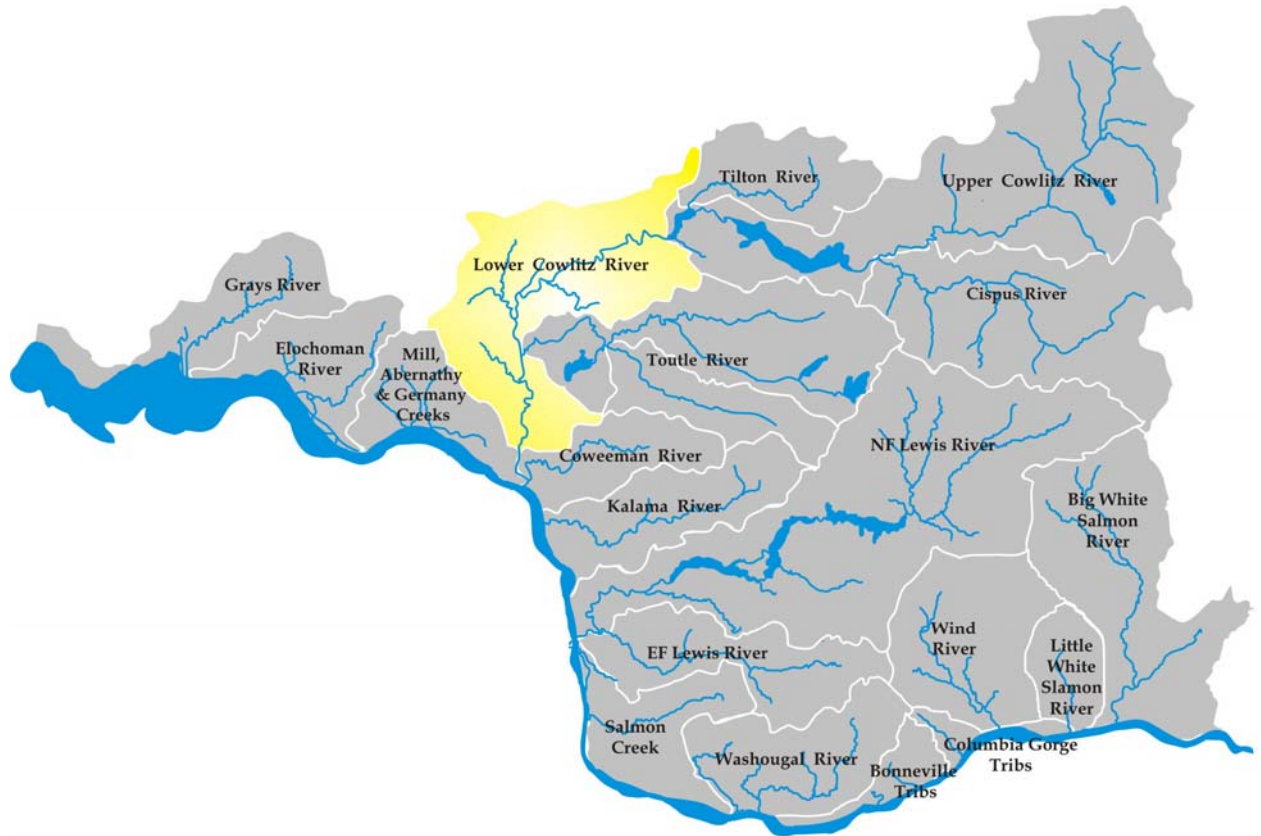 Tilton River
Upper Cowlitz River
Lower Cowlitz River
Grays River
Cispus River
Elochoman
River
Mill,
Abernathy
& Germany
Creeks
Toutle River
NF Lewis River
Coweeman River
Kalama River
Big White
Salmon
River
Wind
River
EF Lewis River
Little
White
Slamon
River
Salmon
Creek
Washougal River
Columbia Gorge
Tribs
Bonneville
Tribs